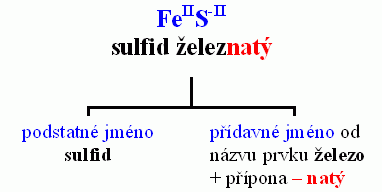 Fe^II S^-II
sulfid železnatý
podstatné jméno
sulfid
přídavné jméno od
názvu prvku železo
+ přípona – natý